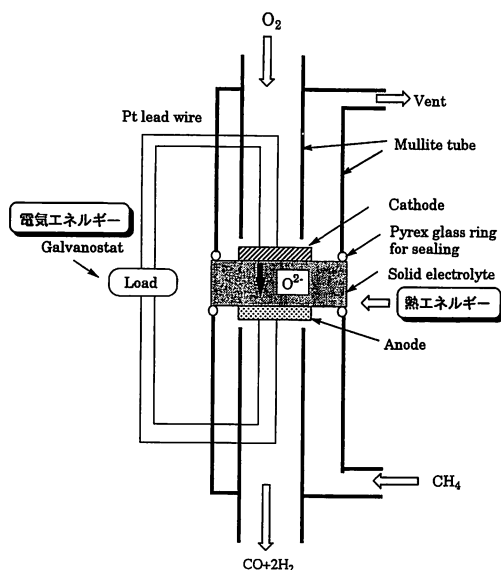 O₂
Vent
Pt lead wire
Mullite tube
電気エネルギー
Galvanostat
Cathode
Pyrex glass ring
for sealing
Load
O²⁻
Solid electrolyte
熱エネルギー
Anode
CH₄
CO+2H₂